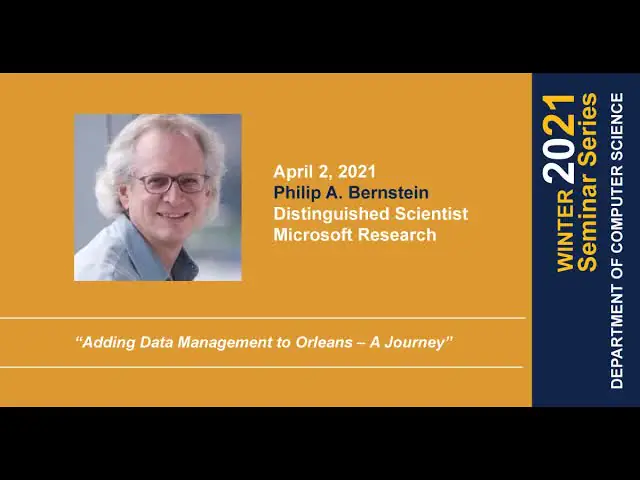 April 2, 2021
Philip A. Bernstein
Distinguished Scientist
Microsoft Research
“Adding Data Management to Orleans – A Journey”
WINTER 2021
Seminar Series
DEPARTMENT OF COMPUTER SCIENCE